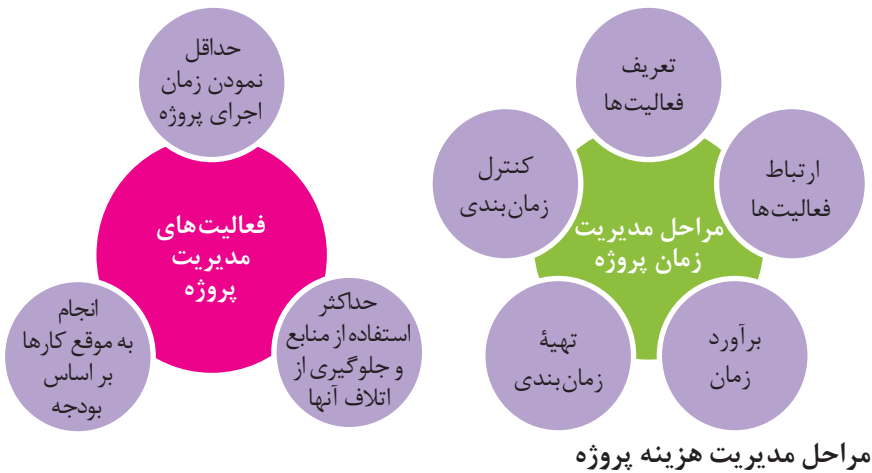 تعریف
فعالیت‌ها
ارتباط
فعالیت‌ها
برآورد
زمان
تهیهٔ
زمان‌بندی
کنترل
زمان‌بندی
مراحل مدیریت
زمان پروژه
حداقل
نمودن زمان
اجرای پروژه
حداکثر
استفاده از منابع
و جلوگیری از
اتلاف آنها
انجام
به موقع کارها
بر اساس
بودجه
فعالیت‌های
مدیریت
پروژه
مراحل مدیریت هزینه پروژه